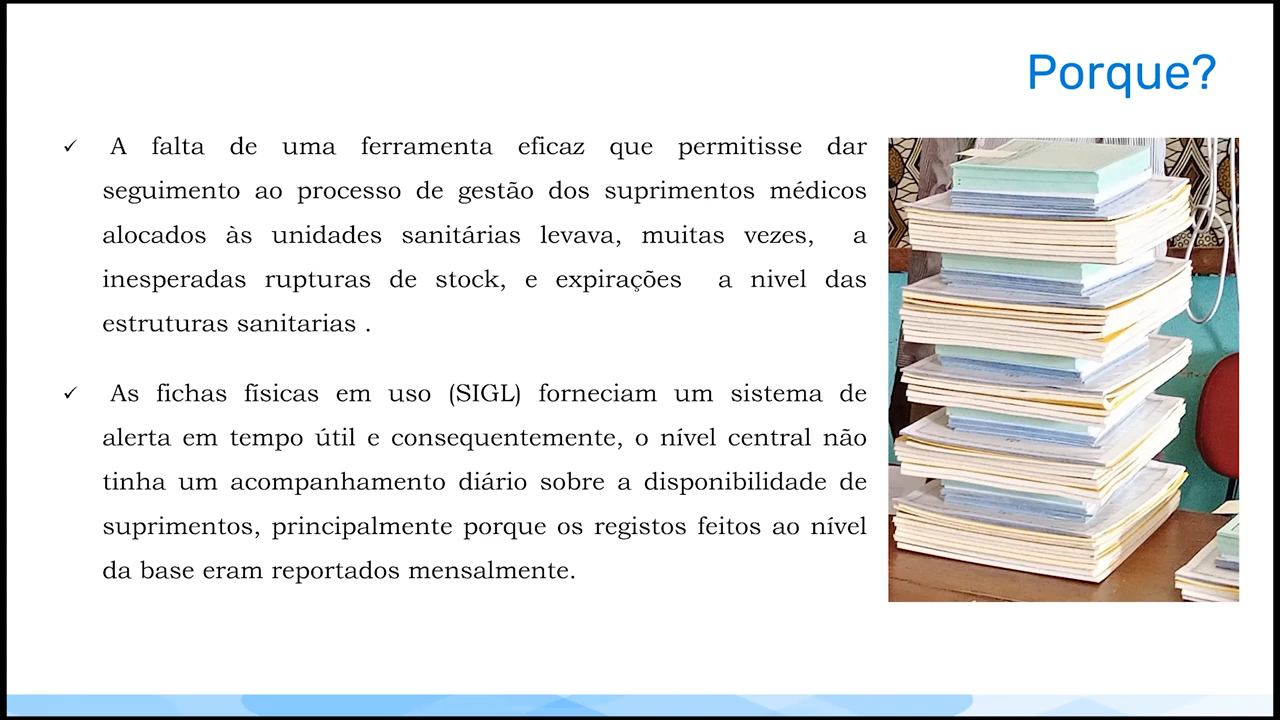 Porque?
✓ A falta de uma ferramenta eficaz que permitisse dar
seguimento ao processo de gestão dos suprimentos médicos
alocados às unidades sanitárias levava, muitas vezes, a
inesperadas rupturas de stock, e expirações a nivel das
estruturas sanitarias .
✓ As fichas físicas em uso (SIGL) forneciam um sistema de
alerta em tempo útil e consequentemente, o nível central não
tinha um acompanhamento diário sobre a disponibilidade de
suprimentos, principalmente porque os registos feitos ao nível
da base eram reportados mensalmente.